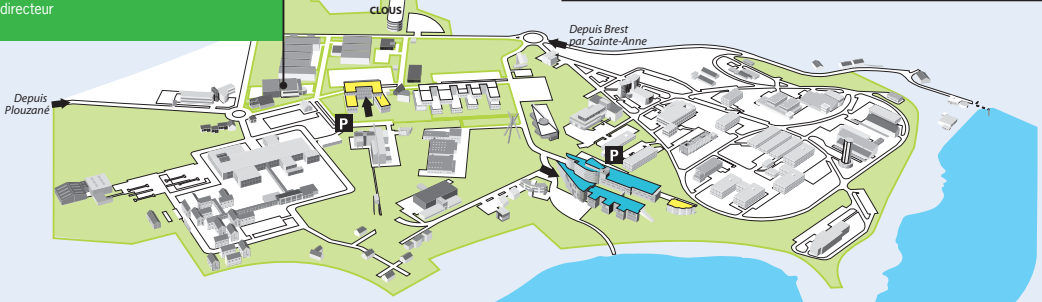 directeur
CLOUS
Depuis Brest
par Sainte-Anne
Depuis
Plouzané
P
P